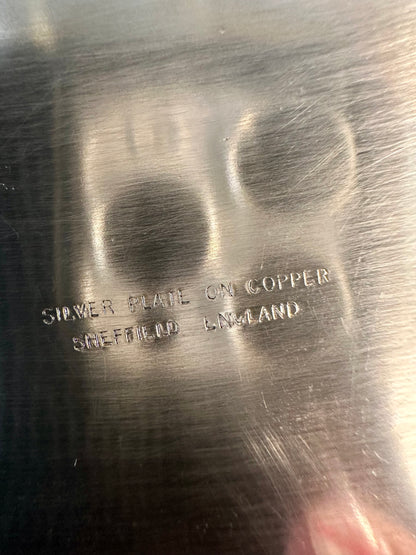 SILVER PLATE ON COPPER
SHEFFIELD ENGLAND